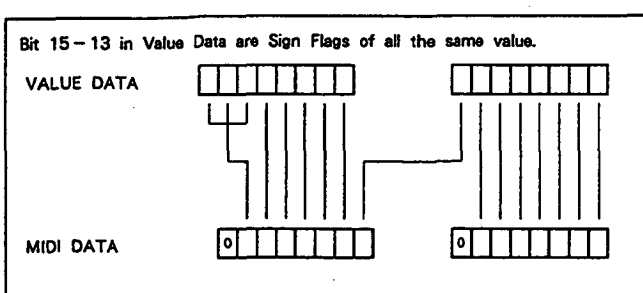 Bit 15-13 in Value Data are Sign Flags of all the same value.
VALUE DATA
MIDI DATA
0
0